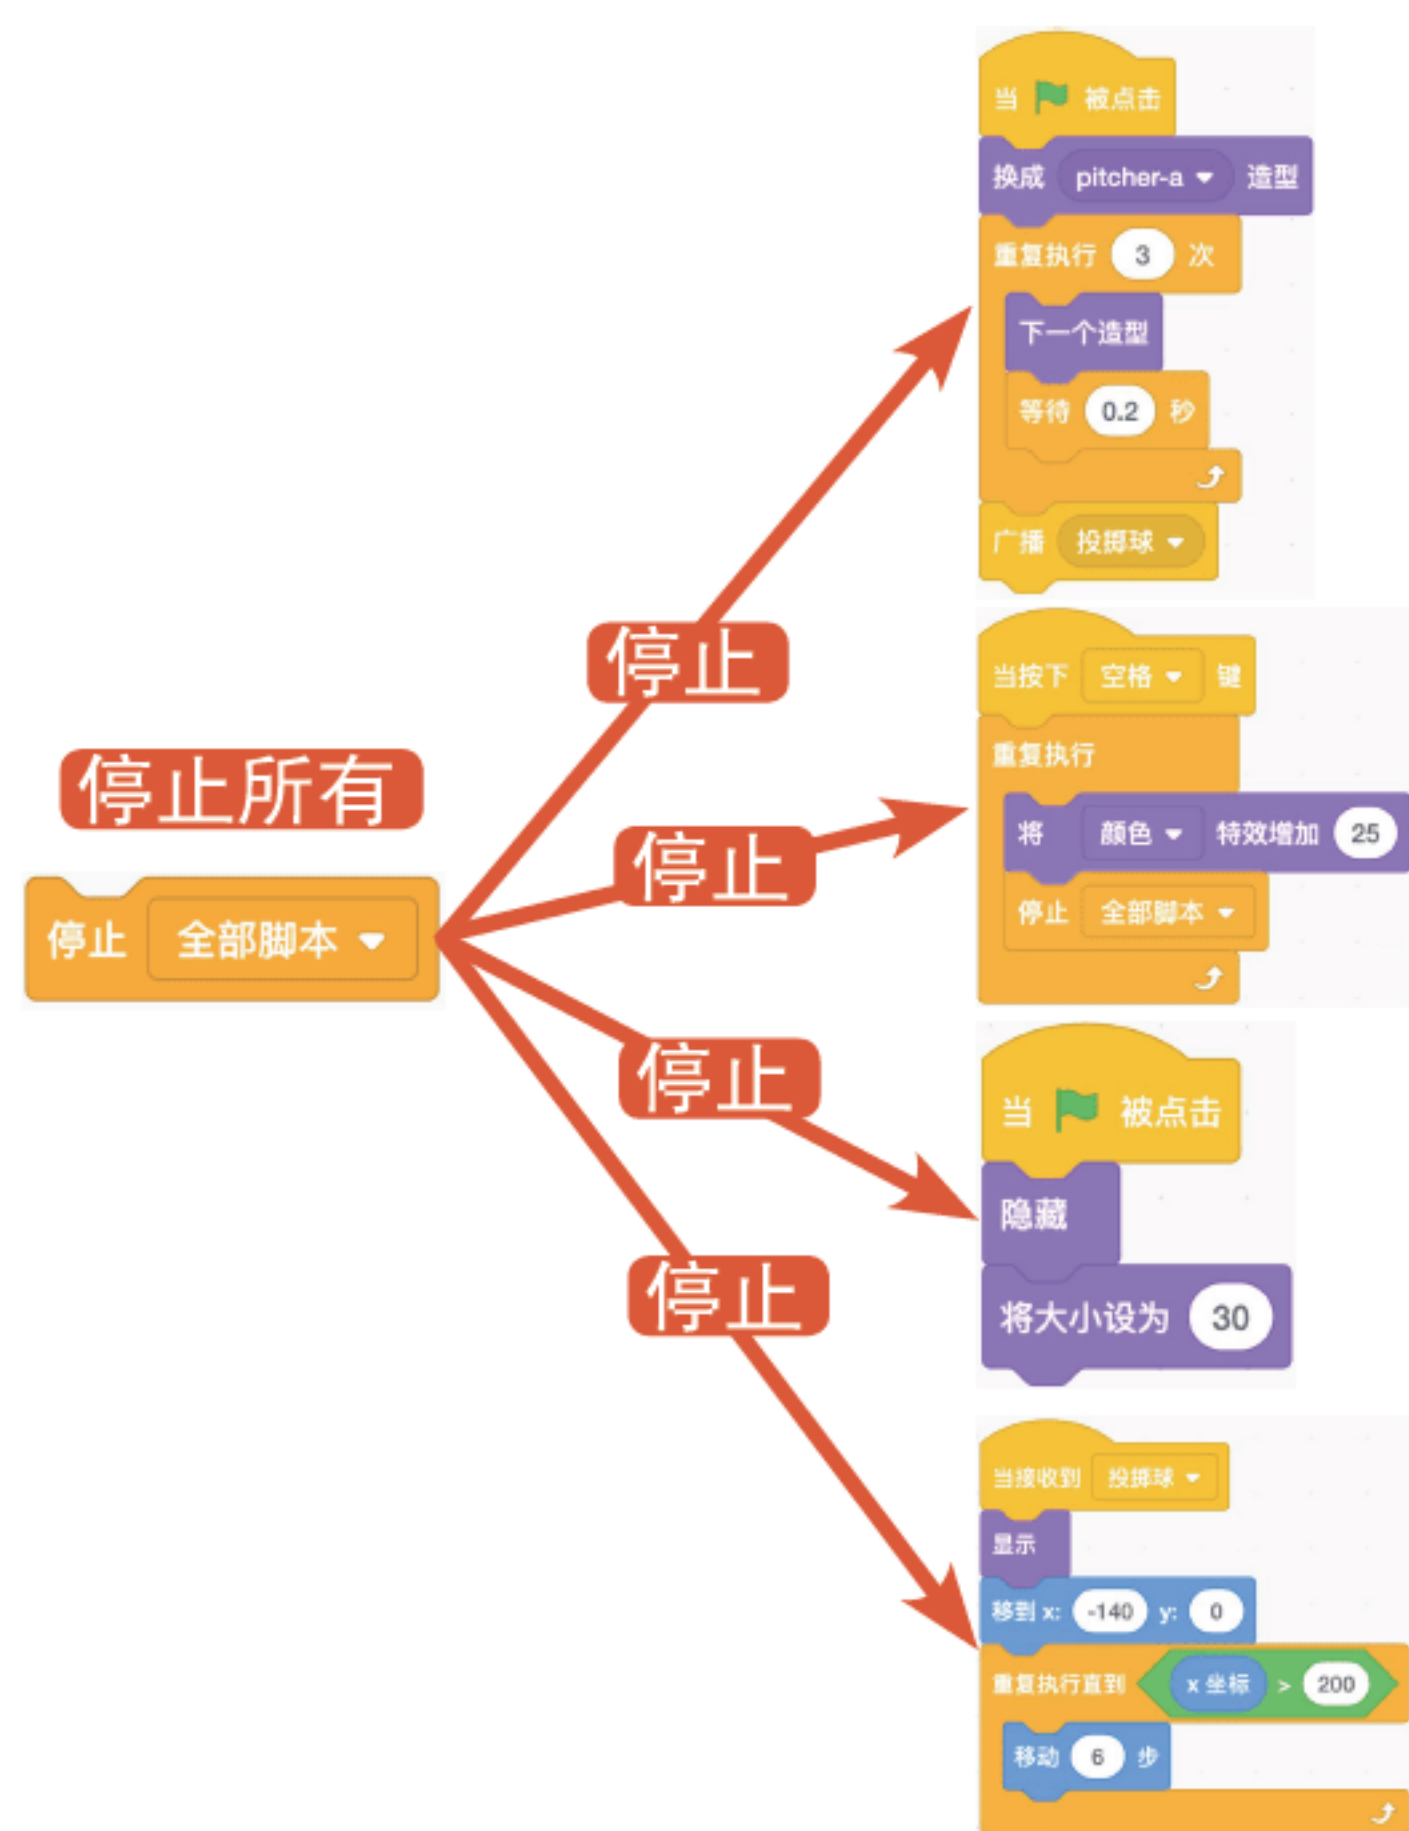 当 被点击
换成 pitcher-a 造型
重复执行 3 次
下一个造型
等待 0.2 秒
广播 投掷球
停止
当按下 空格 键
停止所有
重复执行
将 颜色 特效增加 25
停止
停止 全部脚本
停止 全部脚本
停止
当 被点击
隐藏
将大小设为 30
停止
当接收到 投掷球
显示
移到 x: -140 y: 0
重复执行直到 x 坐标 > 200
移动 6 步